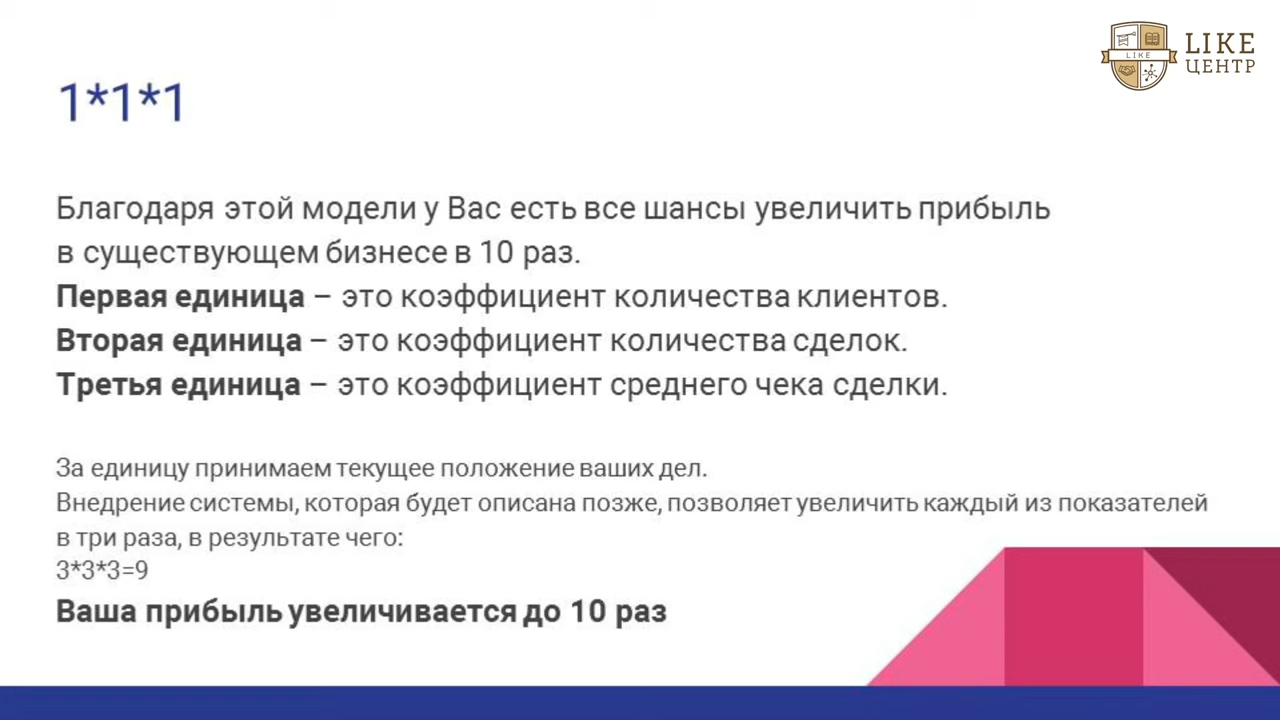 LIKE
ЦЕНТР
LIKE
1*1*1
Благодаря этой модели у Вас есть все шансы увеличить прибыль
в существующем бизнесе в 10 раз.
Первая единица – это коэффициент количества клиентов.
Вторая единица – это коэффициент количества сделок.
Третья единица – это коэффициент среднего чека сделки.
За единицу принимаем текущее положение ваших дел.
Внедрение системы, которая будет описана позже, позволяет увеличить каждый из показателей
в три раза, в результате чего:
3*3*3=9
Ваша прибыль увеличивается до 10 раз